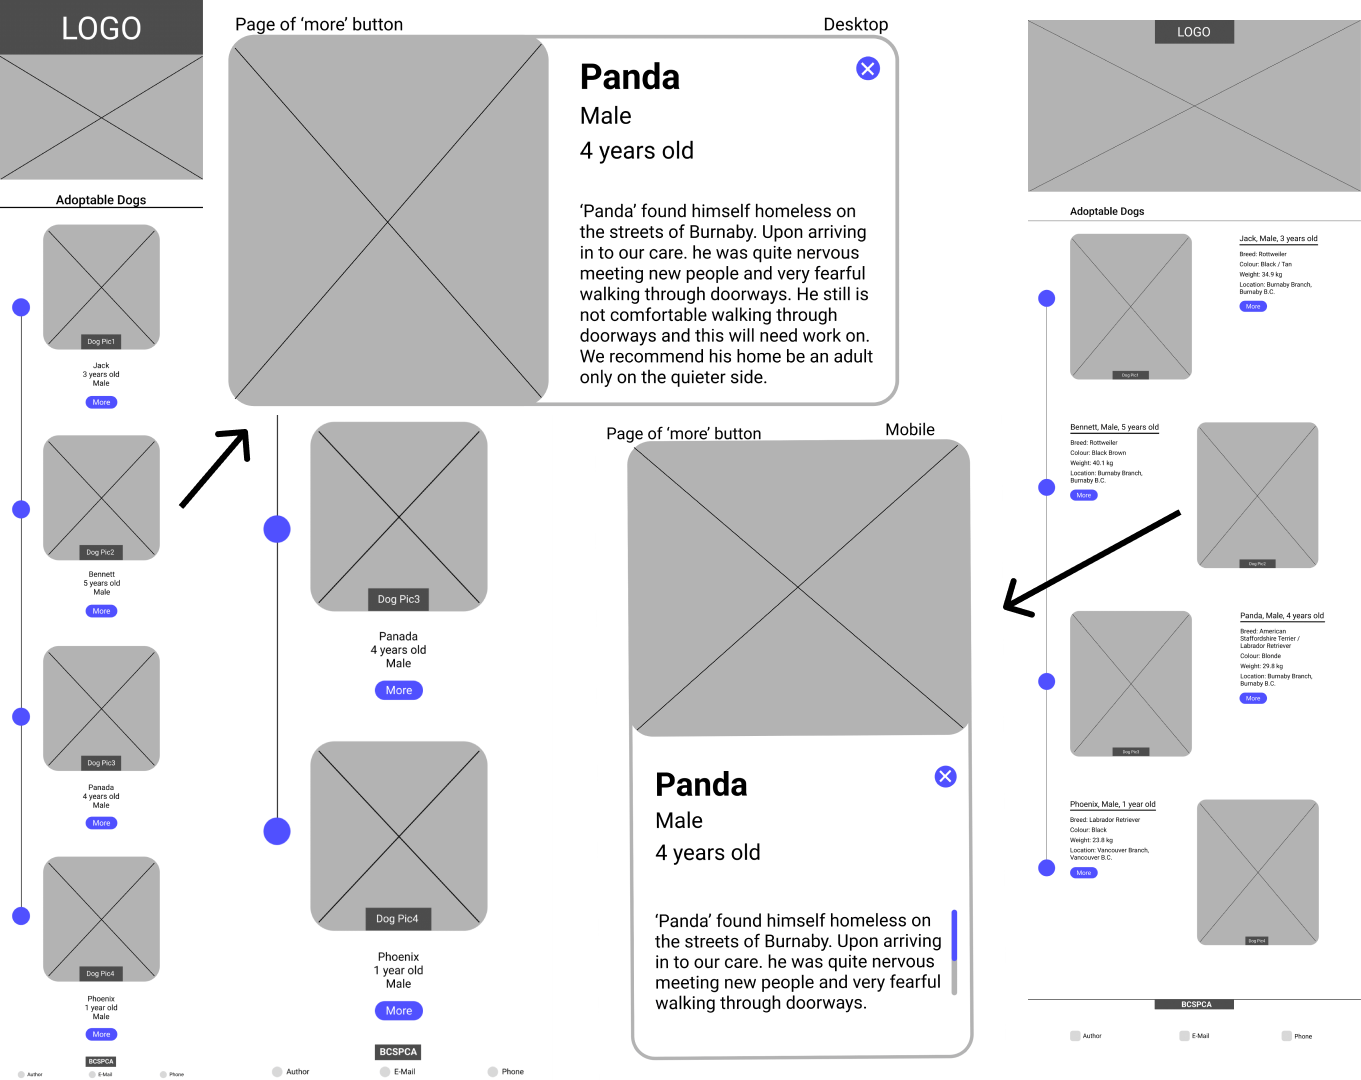 LOGO
Adoptable Dogs
Dog Pic1
Jack
3 years old
Male
More
Dog Pic2
Bennett
5 years old
Male
More
Dog Pic3
Panada
4 years old
Male
More
Dog Pic4
Phoenix
1 year old
Male
More
BCSPCA
Author
E-Mail
Phone
Page of ‘more’ button
Desktop
Panda
Male
4 years old
‘Panda’ found himself homeless on
the streets of Burnaby. Upon arriving
in to our care. he was quite nervous
meeting new people and very fearful
walking through doorways. He still is
not comfortable walking through
doorways and this will need work on.
We recommend his home be an adult
only on the quieter side.
Dog Pic3
Panada
4 years old
Male
More
Dog Pic4
Phoenix
1 year old
Male
More
BCSPCA
Author
E-Mail
Phone
Page of ‘more’ button
Mobile
Panda
Male
4 years old
‘Panda’ found himself homeless on
the streets of Burnaby. Upon arriving
in to our care. he was quite nervous
meeting new people and very fearful
walking through doorways.
LOGO
Adoptable Dogs
Dog Pic1
Jack, Male, 3 years old
Breed: Rottweiler
Colour: Black / Tan
Weight: 34.9 kg
Location: Burnaby Branch,
Burnaby B.C.
More
Bennett, Male, 5 years old
Breed: Rottweiler
Colour: Black Brown
Weight: 40.1 kg
Location: Burnaby Branch,
Burnaby B.C.
More
Dog Pic2
Dog Pic3
Panda, Male, 4 years old
Breed: American
Staffordshire Terrier /
Labrador Retriever
Colour: Blonde
Weight: 29.8 kg
Location: Burnaby Branch,
Burnaby B.C.
More
Phoenix, Male, 1 year old
Breed: Labrador Retriever
Colour: Black
Weight: 23.8 kg
Location: Vancouver Branch,
Vancouver B.C.
More
Dog Pic4
BCSPCA
Author
E-Mail
Phone